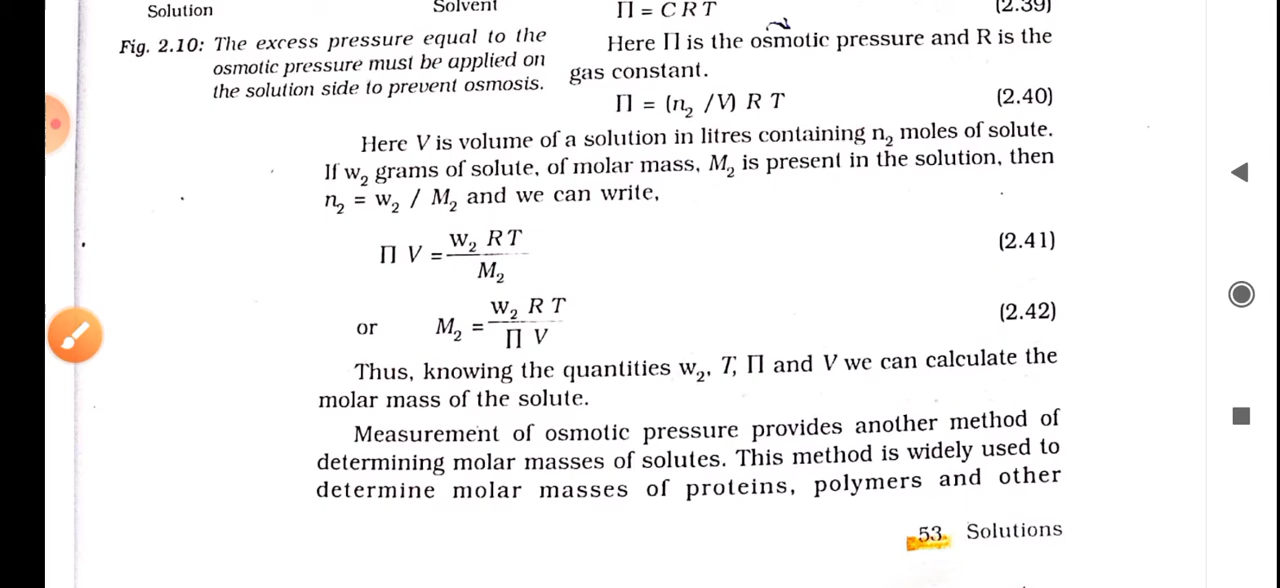 Solution
Solvent
Π = C R T (2.39)
Fig. 2.10: The excess pressure equal to the
osmotic pressure must be applied on
the solution side to prevent osmosis.
Here Π is the osmotic pressure and R is the
gas constant.
Π = (n₂ /V) R T (2.40)
Here V is volume of a solution in litres containing n₂ moles of solute.
If w₂ grams of solute, of molar mass, M₂ is present in the solution, then
n₂ = w₂ / M₂ and we can write,
Π V = w₂ R T / M₂ (2.41)
or M₂ = w₂ R T / Π V (2.42)
Thus, knowing the quantities w₂, T, Π and V we can calculate the
molar mass of the solute.
Measurement of osmotic pressure provides another method of
determining molar masses of solutes. This method is widely used to
determine molar masses of proteins, polymers and other
53 Solutions